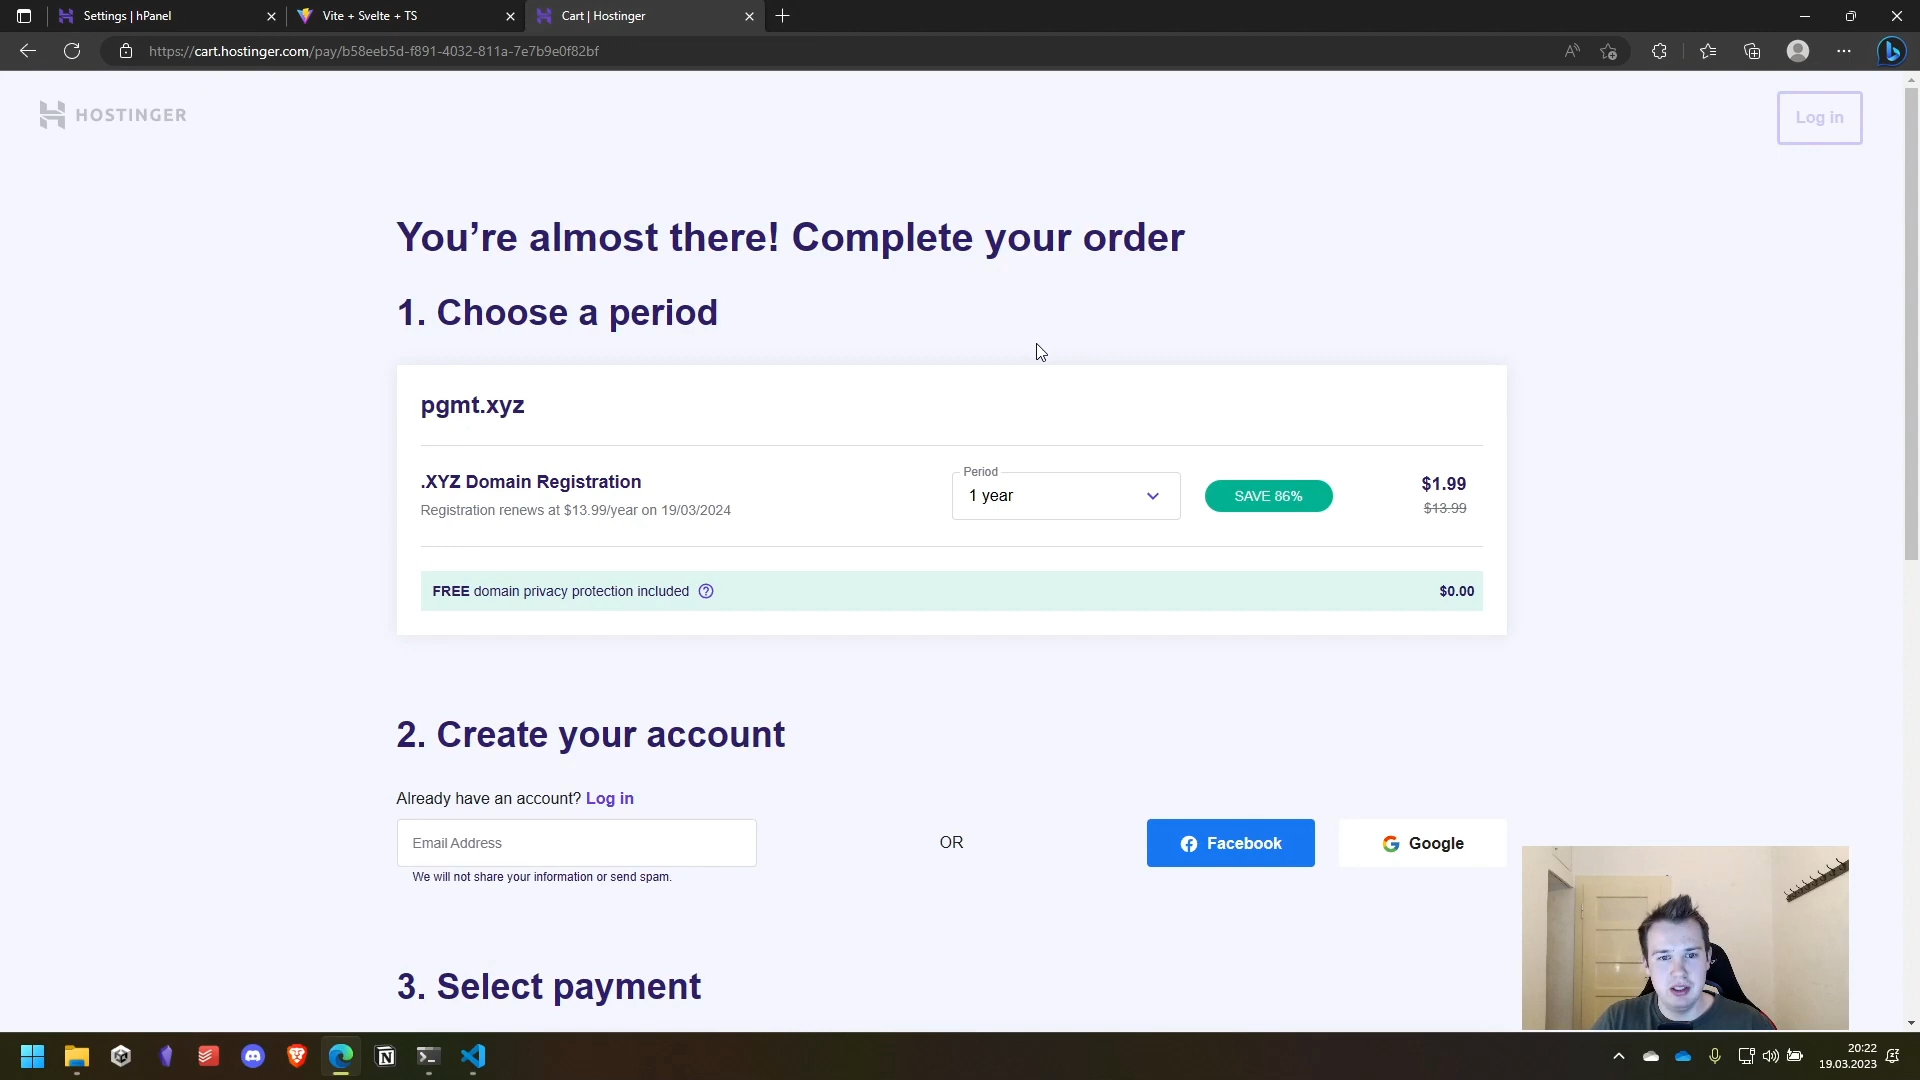 Settings | hPanel
Vite + Svelte + TS
Cart | Hostinger
https://cart.hostinger.com/pay/b58eeb5d-f891-4032-811a-7e7b9e0f82bf
HOSTINGER
Log in
You’re almost there! Complete your order
1. Choose a period
pgmt.xyz
.XYZ Domain Registration
Registration renews at $13.99/year on 19/03/2024
Period
1 year
SAVE 86%
$1.99
$13.99
FREE domain privacy protection included
$0.00
2. Create your account
Already have an account? Log in
Email Address
We will not share your information or send spam.
OR
Facebook
Google
3. Select payment
20:22
19.03.2023